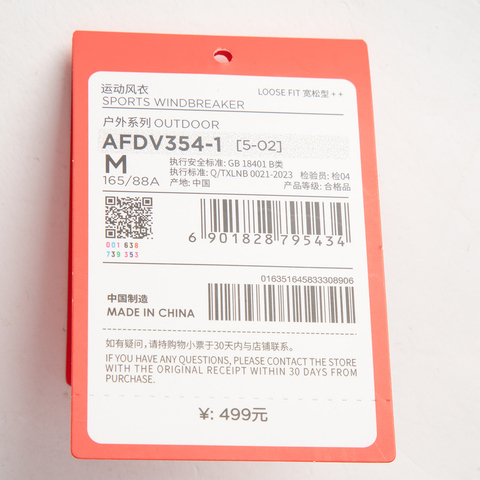 运动风衣
SPORTS WINDBREAKER
LOOSE FIT 宽松型 + +
户外系列 OUTDOOR
AFDV354-1 [5-02]
M
165/88A
执行安全标准: GB 18401 B类
执行标准: Q/TXLNB 0021-2023 检验员: 检04
产地: 中国 产品等级: 合格品
001 638
739 353
6 901828 795434
016351645833308906
中国制造
MADE IN CHINA
如有疑问，请持购物小票于30天内与店铺联系。
IF YOU HAVE ANY QUESTIONS, PLEASE CONTACT THE STORE
WITH THE ORIGINAL RECEIPT WITHIN 30 DAYS FROM
PURCHASE.
¥: 499元